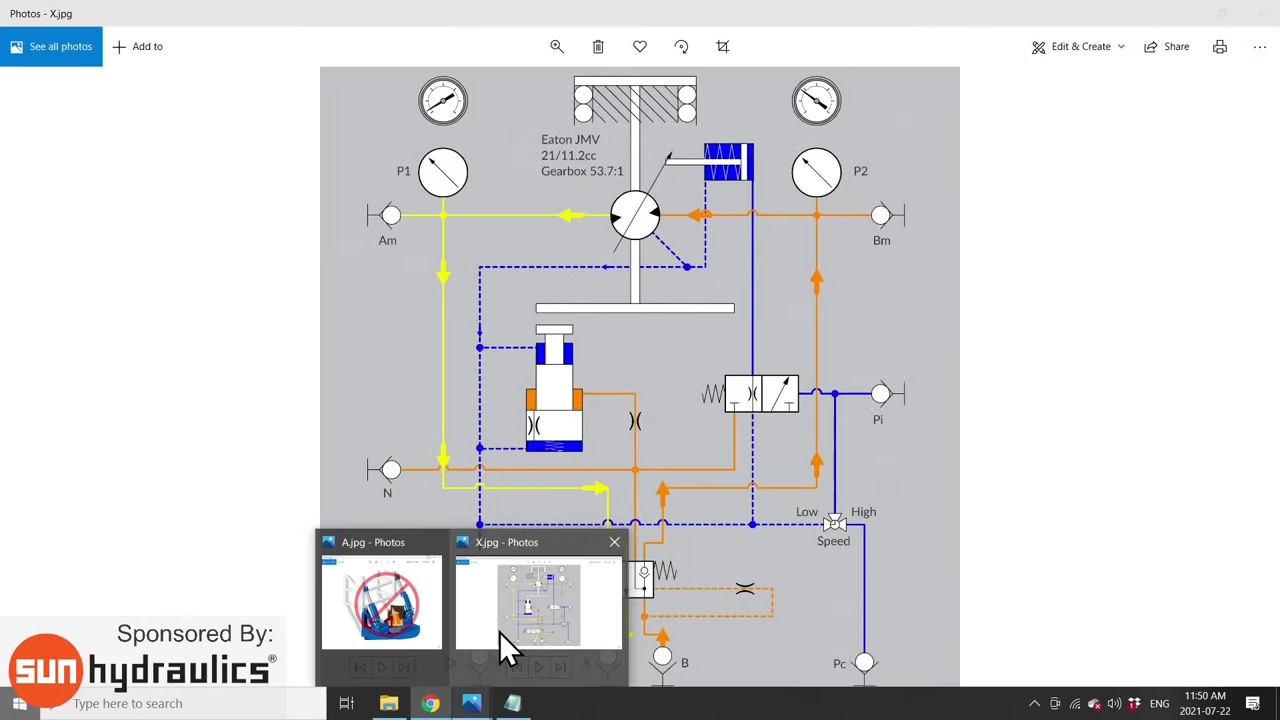 Photos - X.jpg
See all photos
Add to
Edit & Create
Share
Eaton JMV
21/11.2cc
Gearbox 53.7:1
P1
P2
Am
Bm
Pi
N
Low
High
Speed
A.jpg - Photos
X.jpg - Photos
B
Pc
Sponsored By:
sun hydraulics®
Type here to search
ENG
11:50 AM
2021-07-22